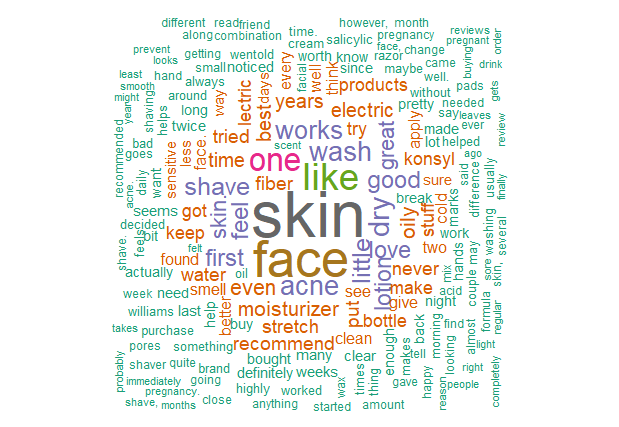 different read friend however, month
along combination time. salicylic pregnancy reviews
prevent getting wentold cream face, change pregnant
looks small noticed worth know razor came buying order
least hand every since maybe well. drink
smooth always facial well think products without pads gets
might around way lectric days years electric pretty needed
year shaving long best say leaves
helps twice tried works try great apply made ever review
recommended bad sensitive less face. time one scent wash konsyl lot helped ago
goes daily want fiber like good sure said usually finally
acne. shave skin. cold marks difference
seems got feel skin dry oily stuff break washing several
decided keep work
shave. feels bit found felt first face little love two hands may sore skin,
actually water oil acne lotion never mix couple
week need smell even see make acid formula regular
williams last better moisturizer put give night
takes purchase help buy stretch bottle back morning find almost light
pores something recommend clean enough makes tell looking right
shaver quite brand bought many clear
probably immediately going definitely weeks times thing gave happy reason people completely
pregnancy. highly worked wax
shave, months close anything started amount